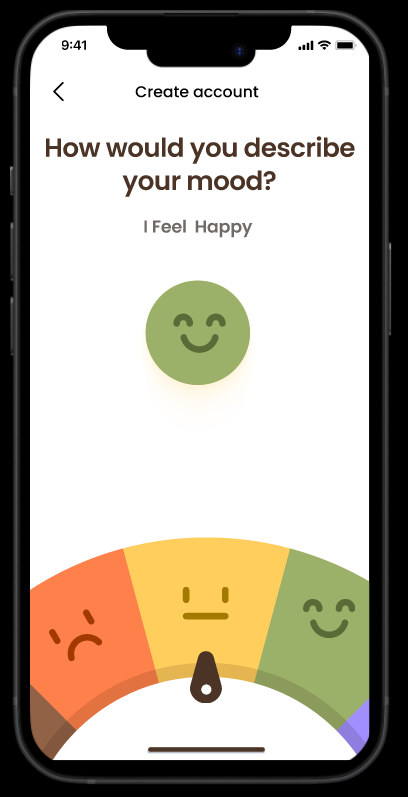 9:41
Create account
How would you describe
your mood?
I Feel Happy